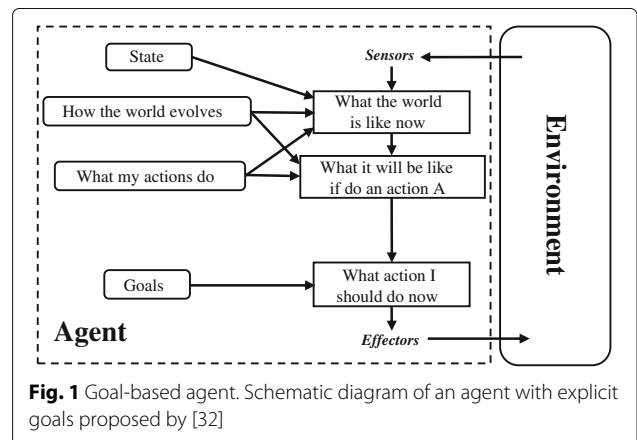 State
Sensors
How the world evolves
What the world
is like now
What my actions do
What it will be like
if do an action A
Goals
What action I
should do now
Agent
Effectors
Environment
Fig. 1 Goal-based agent. Schematic diagram of an agent with explicit
goals proposed by [32]